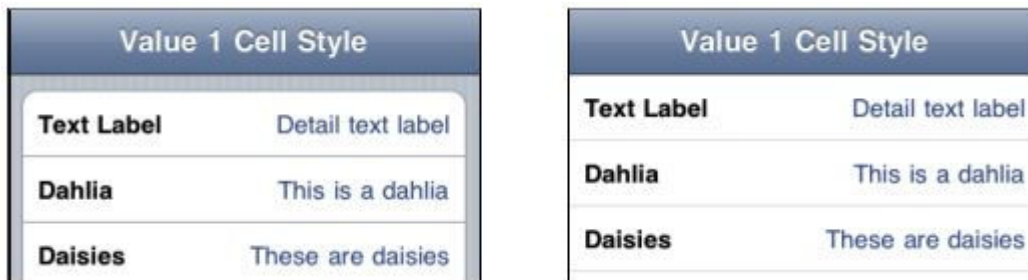 Value 1 Cell Style
Text Label Detail text label
Dahlia This is a dahlia
Daisies These are daisies
Value 1 Cell Style
Text Label Detail text label
Dahlia This is a dahlia
Daisies These are daisies